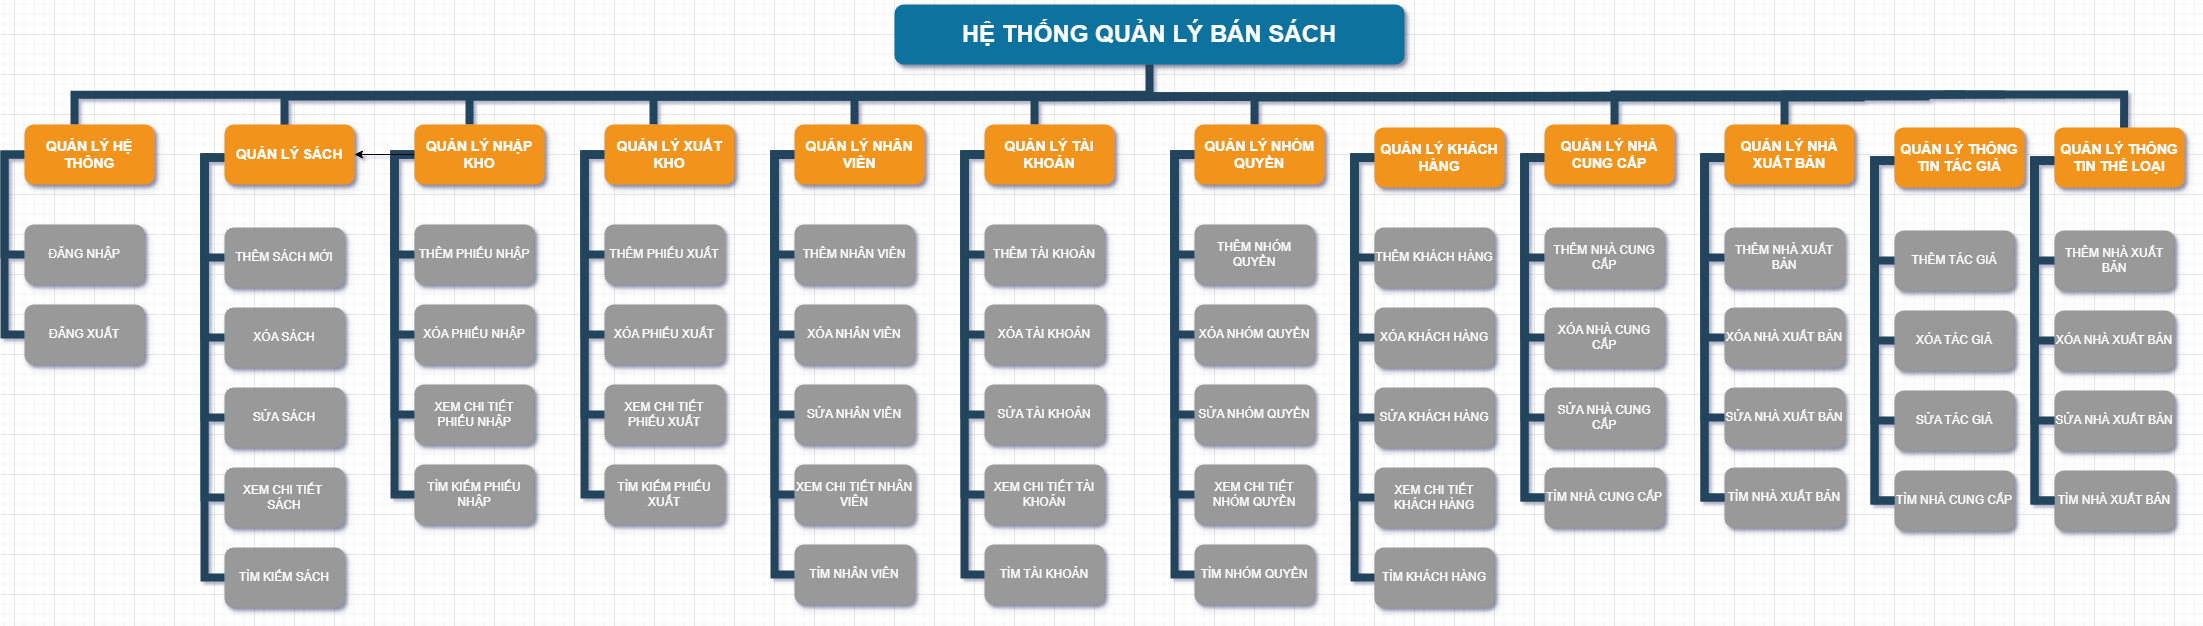 HỆ THỐNG QUẢN LÝ BÁN SÁCH
QUẢN LÝ HỆ
THỐNG
ĐĂNG NHẬP
ĐĂNG XUẤT
QUẢN LÝ SÁCH
THÊM SÁCH MỚI
XÓA SÁCH
SỬA SÁCH
XEM CHI TIẾT
SÁCH
TÌM KIẾM SÁCH
QUẢN LÝ NHẬP
KHO
THÊM PHIẾU NHẬP
XÓA PHIẾU NHẬP
XEM CHI TIẾT
PHIẾU NHẬP
TÌM KIẾM PHIẾU
NHẬP
QUẢN LÝ XUẤT
KHO
THÊM PHIẾU XUẤT
XÓA PHIẾU XUẤT
XEM CHI TIẾT
PHIẾU XUẤT
TÌM KIẾM PHIẾU
XUẤT
QUẢN LÝ NHÂN
VIÊN
THÊM NHÂN VIÊN
XÓA NHÂN VIÊN
SỬA NHÂN VIÊN
XEM CHI TIẾT NHÂN
VIÊN
TÌM NHÂN VIÊN
QUẢN LÝ TÀI
KHOẢN
THÊM TÀI KHOẢN
XÓA TÀI KHOẢN
SỬA TÀI KHOẢN
XEM CHI TIẾT TÀI
KHOẢN
TÌM TÀI KHOẢN
QUẢN LÝ NHÓM
QUYỀN
THÊM NHÓM
QUYỀN
XÓA NHÓM QUYỀN
SỬA NHÓM QUYỀN
XEM CHI TIẾT
NHÓM QUYỀN
TÌM NHÓM QUYỀN
QUẢN LÝ KHÁCH
HÀNG
THÊM KHÁCH HÀNG
XÓA KHÁCH HÀNG
SỬA KHÁCH HÀNG
XEM CHI TIẾT
KHÁCH HÀNG
TÌM KHÁCH HÀNG
QUẢN LÝ NHÀ
CUNG CẤP
THÊM NHÀ CUNG
CẤP
XÓA NHÀ CUNG
CẤP
SỬA NHÀ CUNG
CẤP
TÌM NHÀ CUNG CẤP
QUẢN LÝ NHÀ
XUẤT BẢN
THÊM NHÀ XUẤT
BẢN
XÓA NHÀ XUẤT BẢN
SỬA NHÀ XUẤT BẢN
TÌM NHÀ XUẤT BẢN
QUẢN LÝ THÔNG
TIN TÁC GIẢ
THÊM TÁC GIẢ
XÓA TÁC GIẢ
SỬA TÁC GIẢ
TÌM NHÀ CUNG CẤP
QUẢN LÝ THÔNG
TIN THỂ LOẠI
THÊM NHÀ XUẤT
BẢN
XÓA NHÀ XUẤT BẢN
SỬA NHÀ XUẤT BẢN
TÌM NHÀ XUẤT BẢN